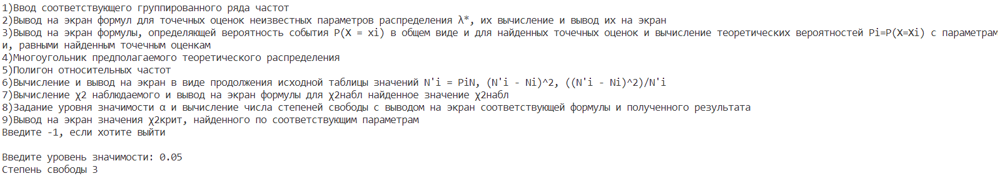 1)Ввод соответствующего группированного ряда частот
2)Вывод на экран формул для точечных оценок неизвестных параметров распределения λ*, их вычисление и вывод их на экран
3)Вывод на экран формулы, определяющей вероятность события P(X = xi) в общем виде и для найденных точечных оценок и вычисление теоретических вероятностей Pi=P(X=Xi) с параметрам
и, равными найденным точечным оценкам
4)Многоугольник предполагаемого теоретического распределения
5)Полигон относительных частот
6)Вычисление и вывод на экран в виде продолжения исходной таблицы значений N'i = PiN, (N'i - Ni)^2, ((N'i - Ni)^2)/N'i
7)Вычисление χ2 наблюдаемого и вывод на экран формулы для χ2набл найденное значение χ2набл
8)Задание уровня значимости α и вычисление числа степеней свободы с выводом на экран соответствующей формулы и полученного результата
9)Вывод на экран значения χ2крит, найденного по соответствующим параметрам
Введите -1, если хотите выйти
Введите уровень значимости: 0.05
Степень свободы 3